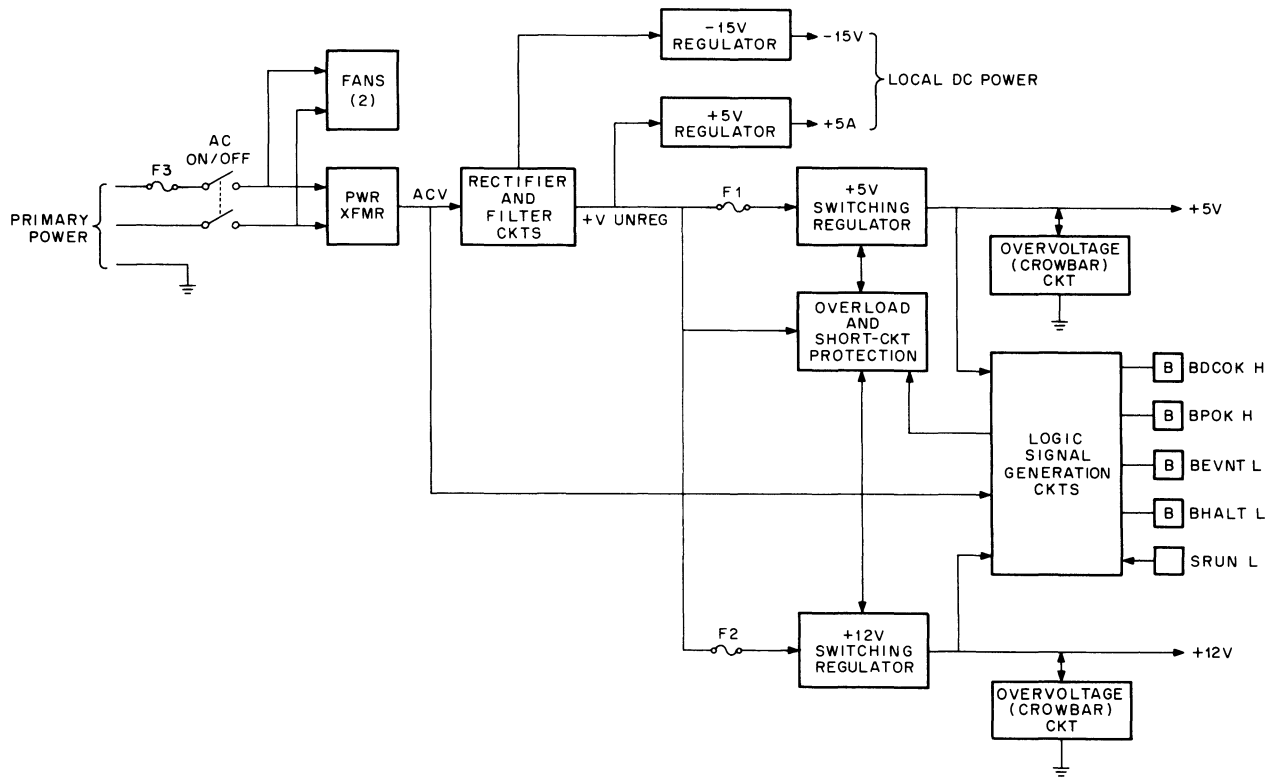 -15V
REGULATOR
-15V
LOCAL DC POWER
+5V
REGULATOR
+5A
FANS
(2)
AC
ON/OFF
F3
PRIMARY
POWER
PWR
XFMR
ACV
RECTIFIER
AND
FILTER
CKTS
+V UNREG
F1
+5V
SWITCHING
REGULATOR
+5V
OVERVOLTAGE
(CROWBAR)
CKT
OVERLOAD
AND
SHORT-CKT
PROTECTION
LOGIC
SIGNAL
GENERATION
CKTS
B BDCOK H
B BPOK H
B BEVNT L
B BHALT L
SRUN L
F2
+12V
SWITCHING
REGULATOR
+12V
OVERVOLTAGE
(CROWBAR)
CKT